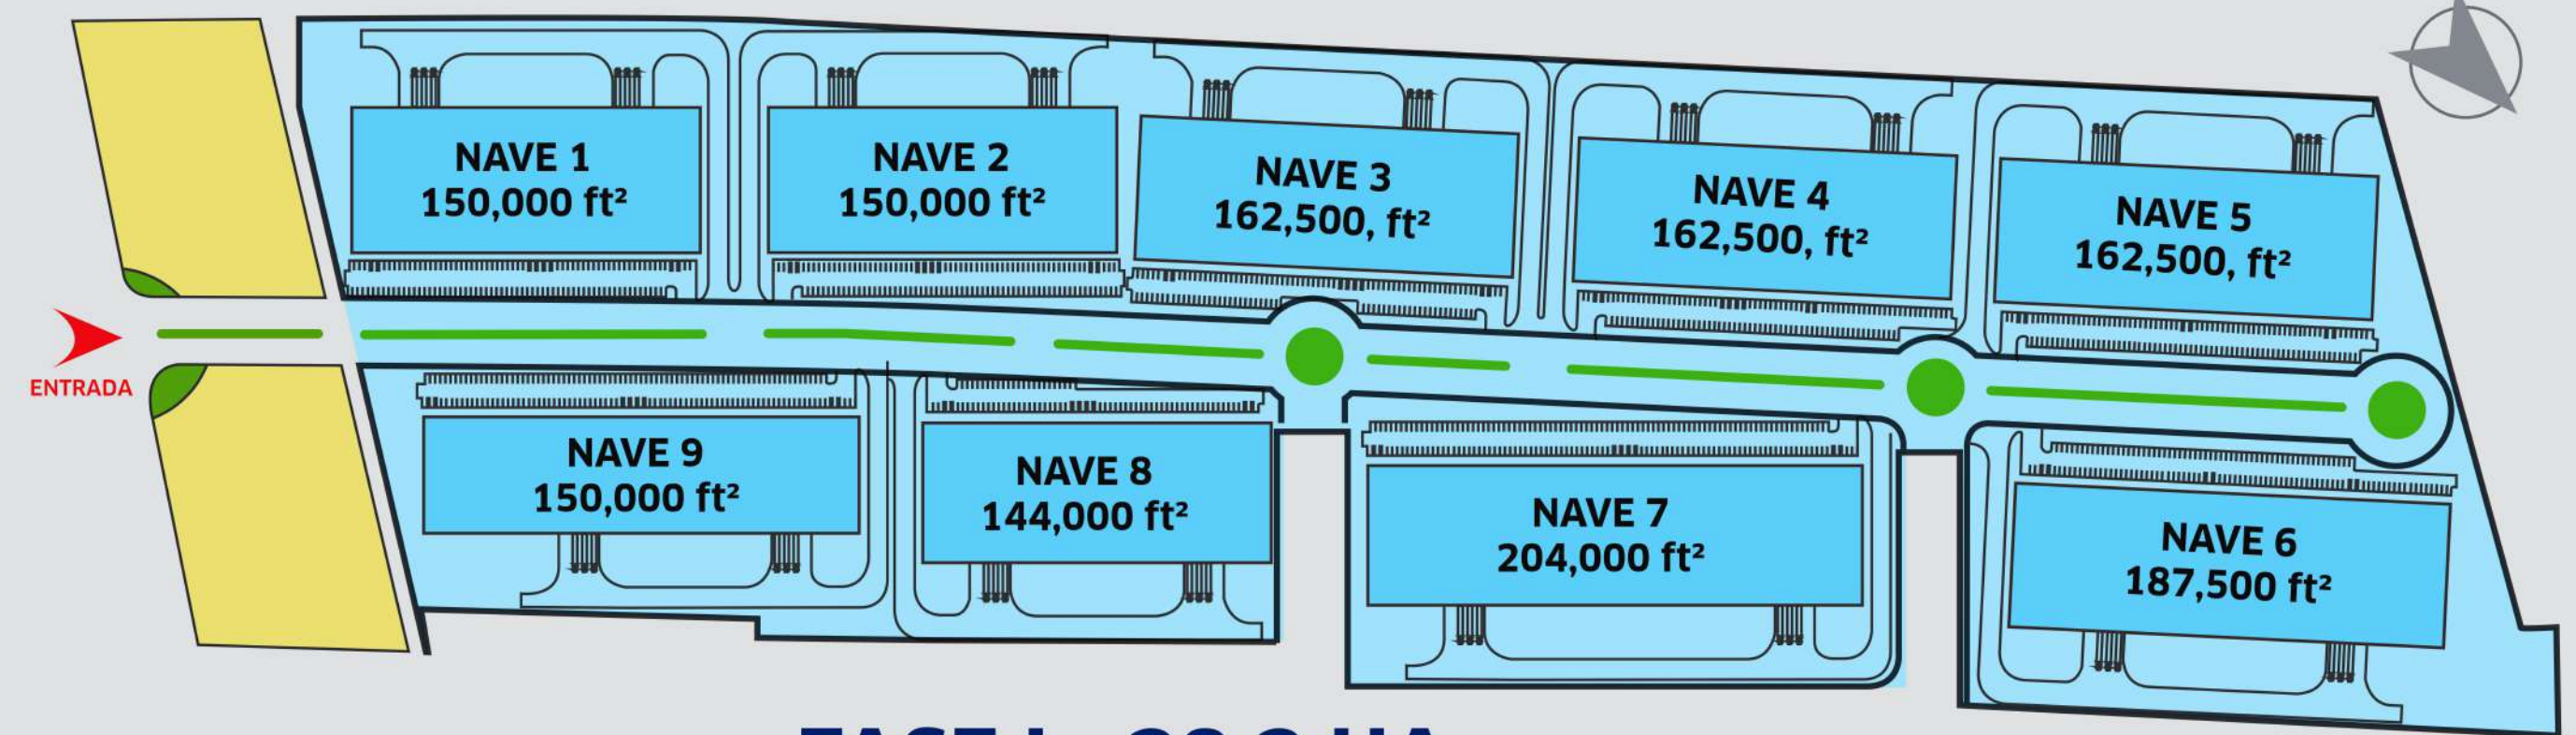 NAVE 1
150,000 ft²
NAVE 2
150,000 ft²
NAVE 3
162,500, ft²
NAVE 4
162,500, ft²
NAVE 5
162,500, ft²
ENTRADA
NAVE 9
150,000 ft²
NAVE 8
144,000 ft²
NAVE 7
204,000 ft²
NAVE 6
187,500 ft²